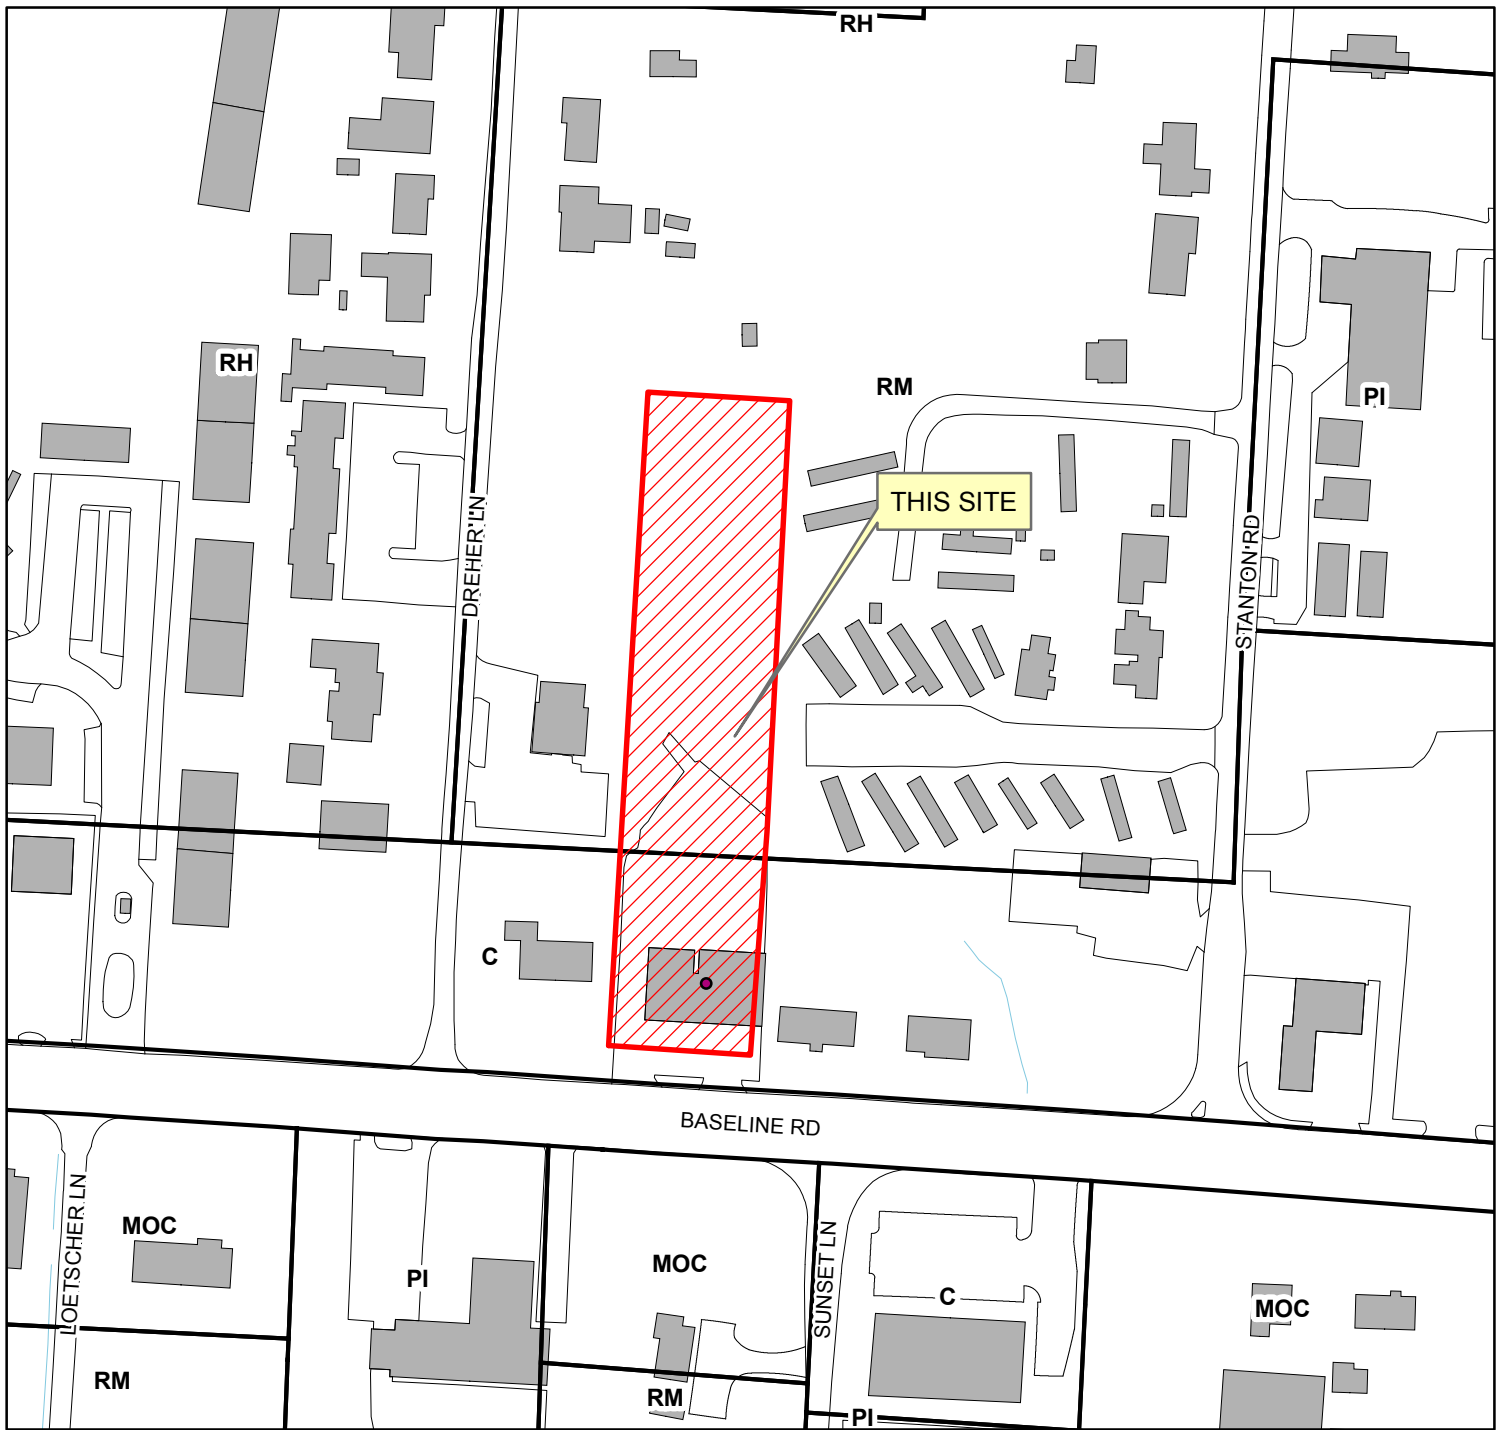 RH
RH
RM
PI
THIS SITE
DREHER LN
STANTON RD
C
BASELINE RD
LOETSCHER LN
MOC
PI
MOC
SUNSET LN
C
MOC
RM
RM
PI